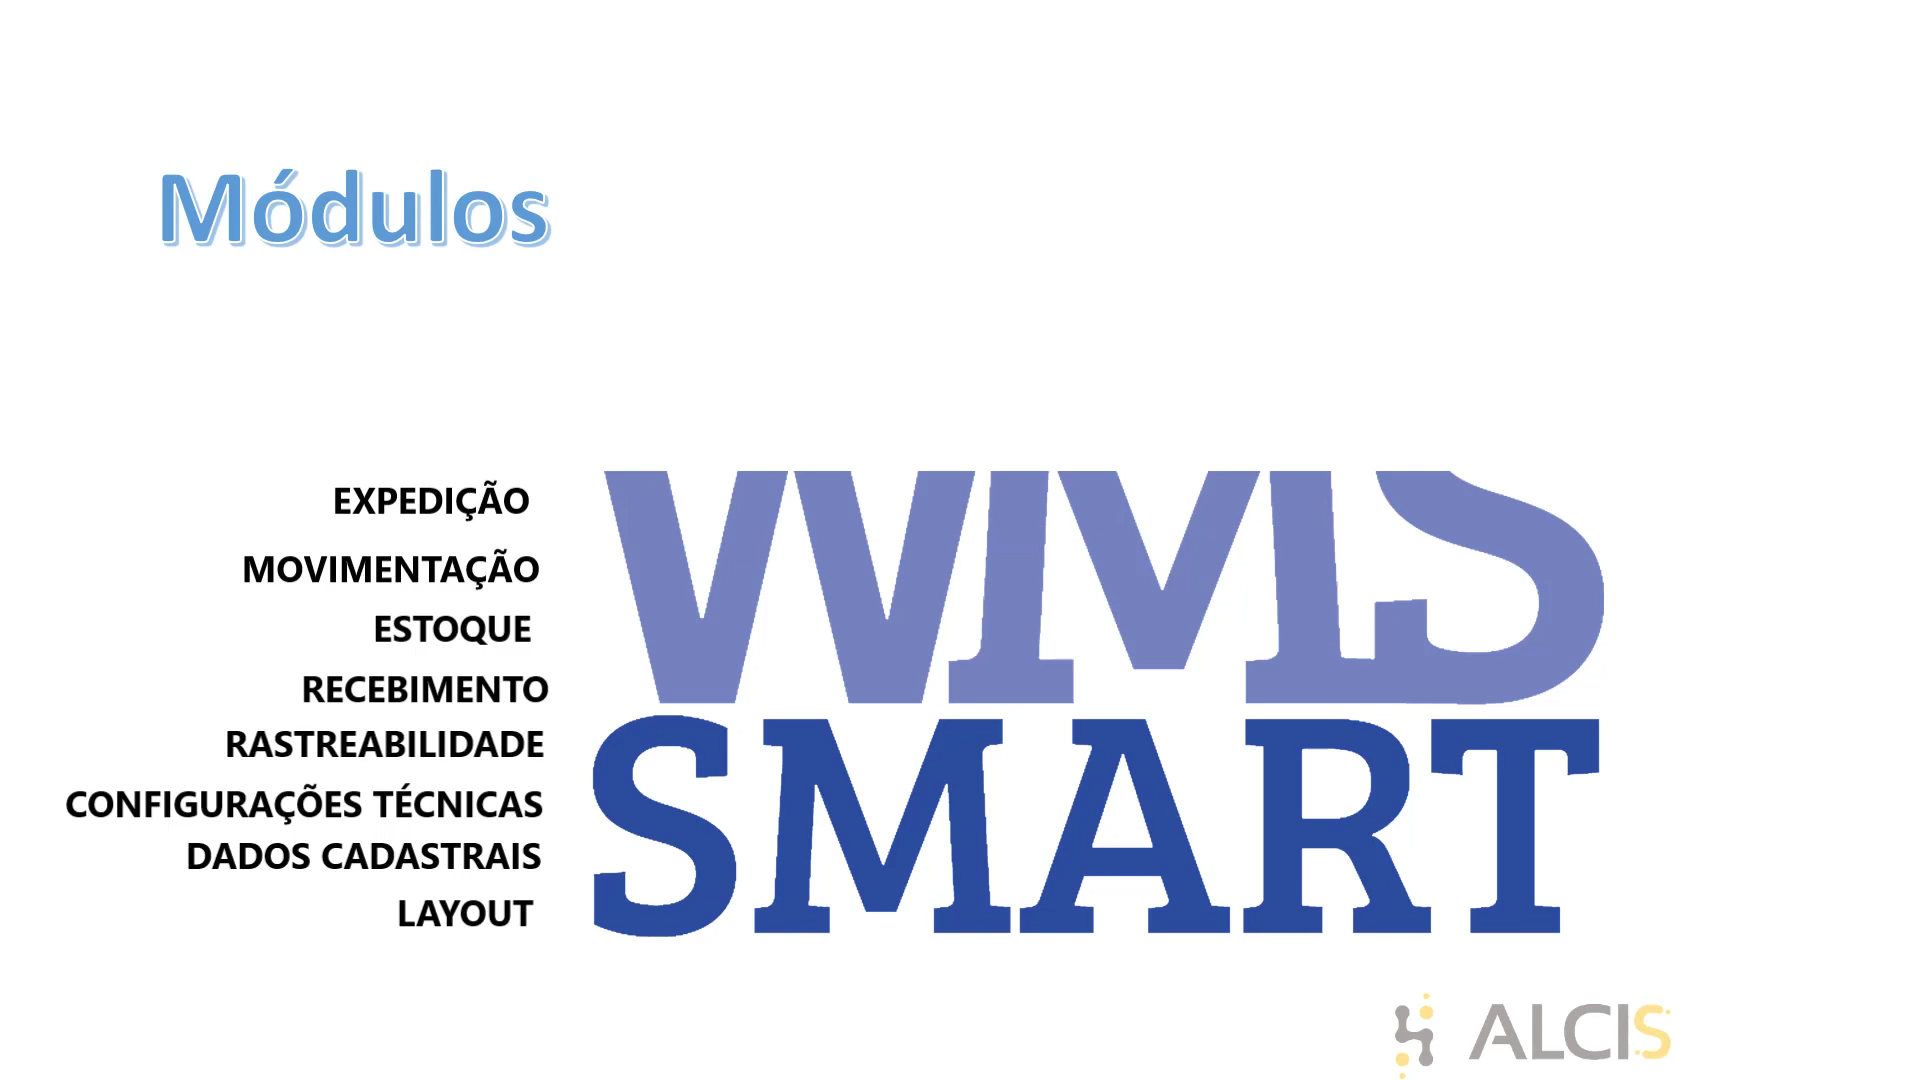 Módulos
EXPEDIÇÃO
MOVIMENTAÇÃO
ESTOQUE
RECEBIMENTO
RASTREABILIDADE
CONFIGURAÇÕES TÉCNICAS
DADOS CADASTRAIS
LAYOUT
WMS
SMART
ALCIS